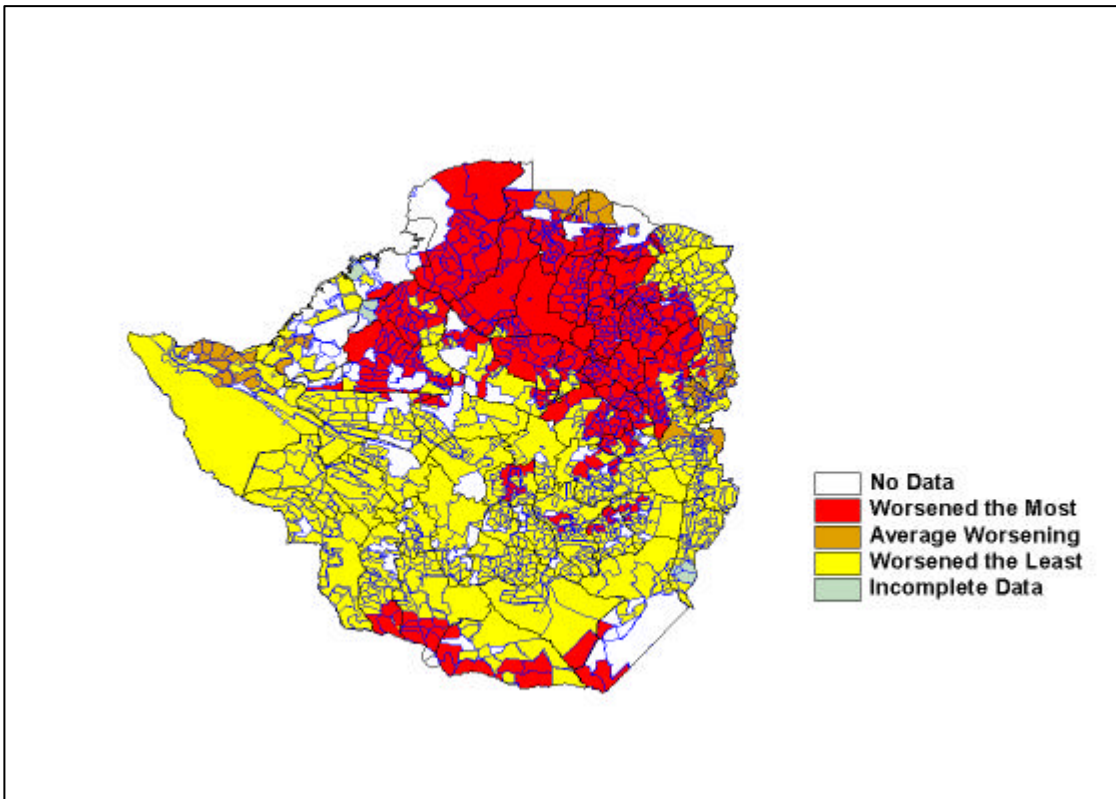 No Data
Worsened the Most
Average Worsening
Worsened the Least
Incomplete Data